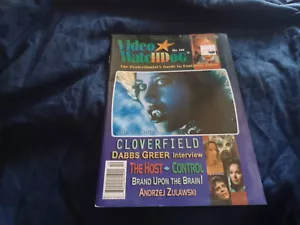 Video
WatcHDoG
The Perfectionist's Guide to Fantastic Video
CLOVERFIELD
DABBS GREER Interview
THE HOST • CONTROL
BRAND UPON THE BRAIN!
ANDRZEJ ZULAWSKI